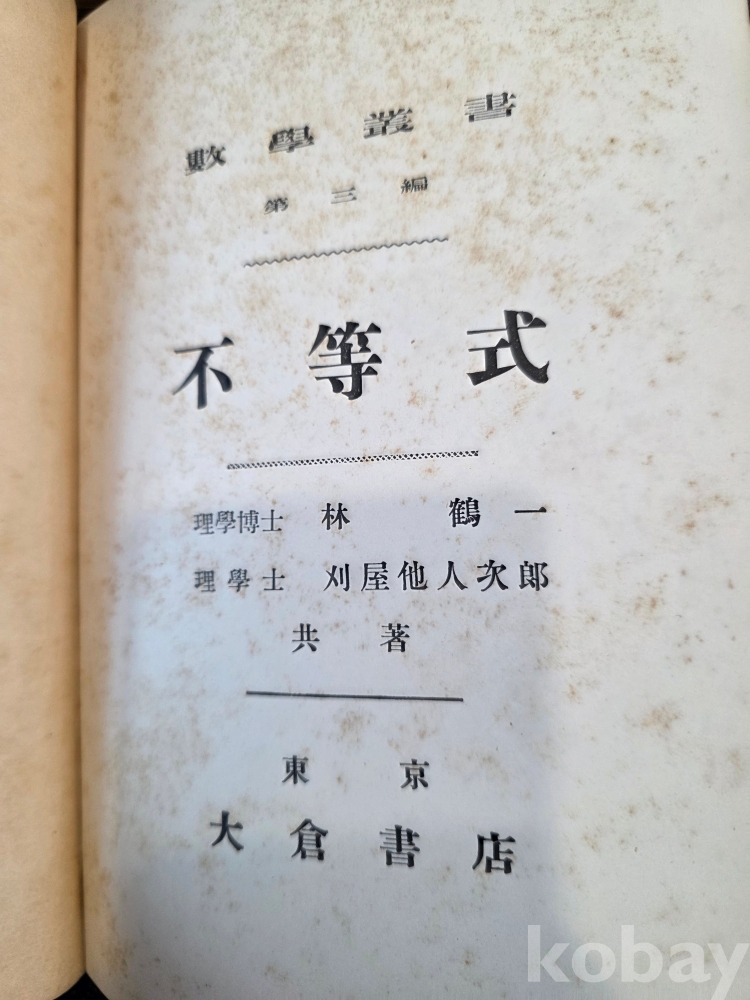 數學叢書
第三編
不等式
理學博士 林鶴一
理學士 刈屋他人次郎
共著
東京
大倉書店
kobay